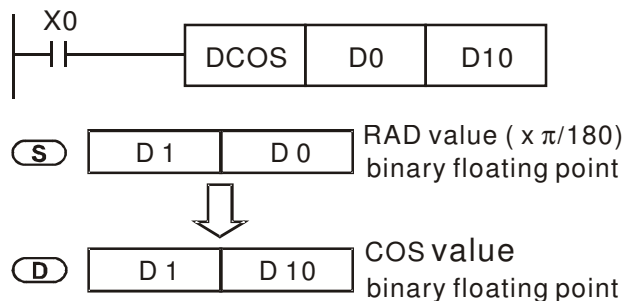 X0
DCOS D0 D10
S D 1 D 0 RAD value ( x π/180)
binary floating point
D D 1 D 10 COS value
binary floating point